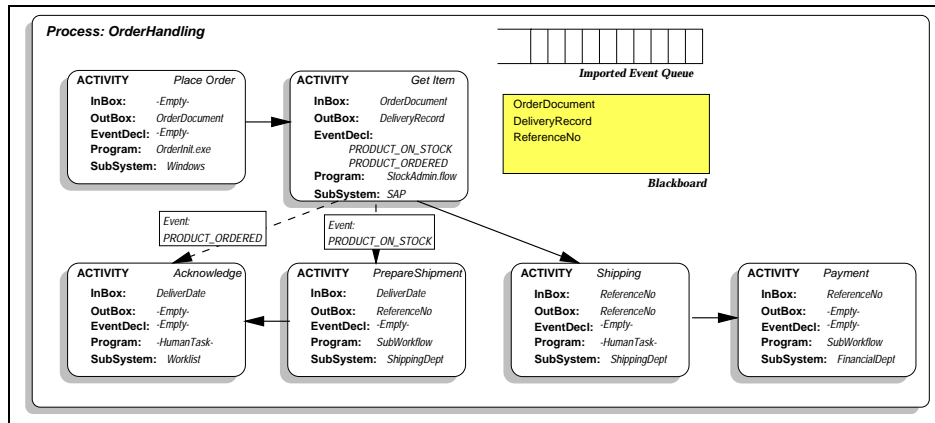 Process: OrderHandling
ACTIVITY Place Order
InBox: -Empty-
OutBox: OrderDocument
EventDecl: -Empty-
Program: OrderInit.exe
SubSystem: Windows
ACTIVITY Get Item
InBox: OrderDocument
OutBox: DeliveryRecord
EventDecl:
PRODUCT_ON_STOCK
PRODUCT_ORDERED
Program: StockAdmin.flow
SubSystem: SAP
Imported Event Queue
OrderDocument
DeliveryRecord
ReferenceNo
Blackboard
Event:
PRODUCT_ORDERED
Event:
PRODUCT_ON_STOCK
ACTIVITY Acknowledge
InBox: DeliverDate
OutBox: -Empty-
EventDecl: -Empty-
Program: -HumanTask-
SubSystem: Worklist
ACTIVITY PrepareShipment
InBox: DeliverDate
OutBox: ReferenceNo
EventDecl: -Empty-
Program: SubWorkflow
SubSystem: ShippingDept
ACTIVITY Shipping
InBox: ReferenceNo
OutBox: ReferenceNo
EventDecl: -Empty-
Program: -HumanTask-
SubSystem: ShippingDept
ACTIVITY Payment
InBox: ReferenceNo
OutBox: -Empty-
EventDecl: -Empty-
Program: SubWorkflow
SubSystem: FinancialDept